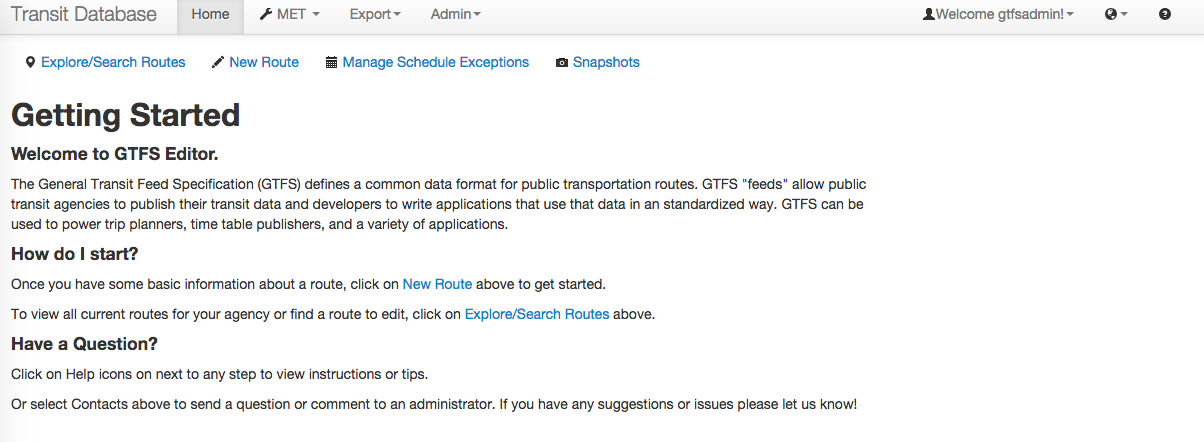 Transit Database Home MET Export Admin Welcome gtfsadmin!
Explore/Search Routes New Route Manage Schedule Exceptions Snapshots
Getting Started
Welcome to GTFS Editor.
The General Transit Feed Specification (GTFS) defines a common data format for public transportation routes. GTFS "feeds" allow public
transit agencies to publish their transit data and developers to write applications that use that data in an standardized way. GTFS can be
used to power trip planners, time table publishers, and a variety of applications.
How do I start?
Once you have some basic information about a route, click on New Route above to get started.
To view all current routes for your agency or find a route to edit, click on Explore/Search Routes above.
Have a Question?
Click on Help icons on next to any step to view instructions or tips.
Or select Contacts above to send a question or comment to an administrator. If you have any suggestions or issues please let us know!